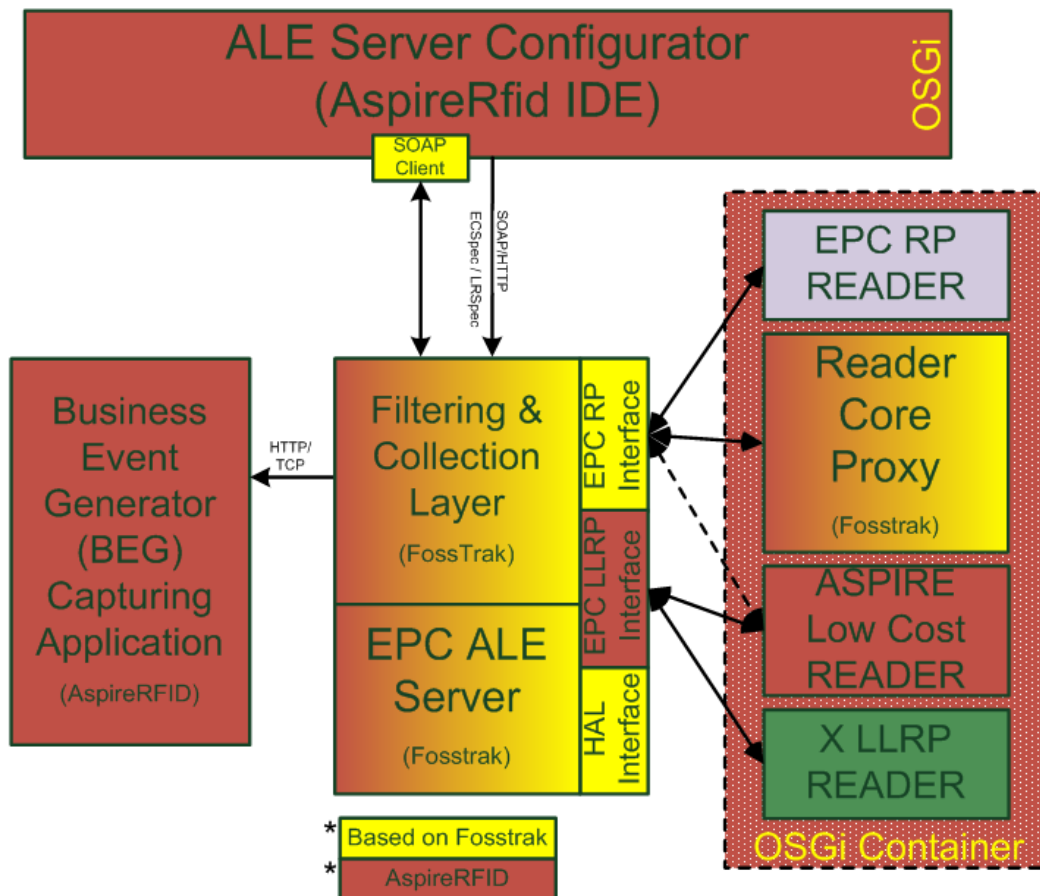 ALE Server Configurator
(AspireRfid IDE)
OSGi
SOAP
Client
SOAP/HTTP
ECSpec / LRSpec
EPC RP
READER
Reader
Core
Proxy
(Fosstrak)
ASPIRE
Low Cost
READER
X LLRP
READER
OSGi Container
Business
Event
Generator
(BEG)
Capturing
Application
(AspireRFID)
HTTP/
TCP
Filtering &
Collection
Layer
(FossTrak)
EPC ALE
Server
(Fosstrak)
EPC RP
Interface
EPC LLRP
Interface
HAL
Interface
* Based on Fosstrak
* AspireRFID